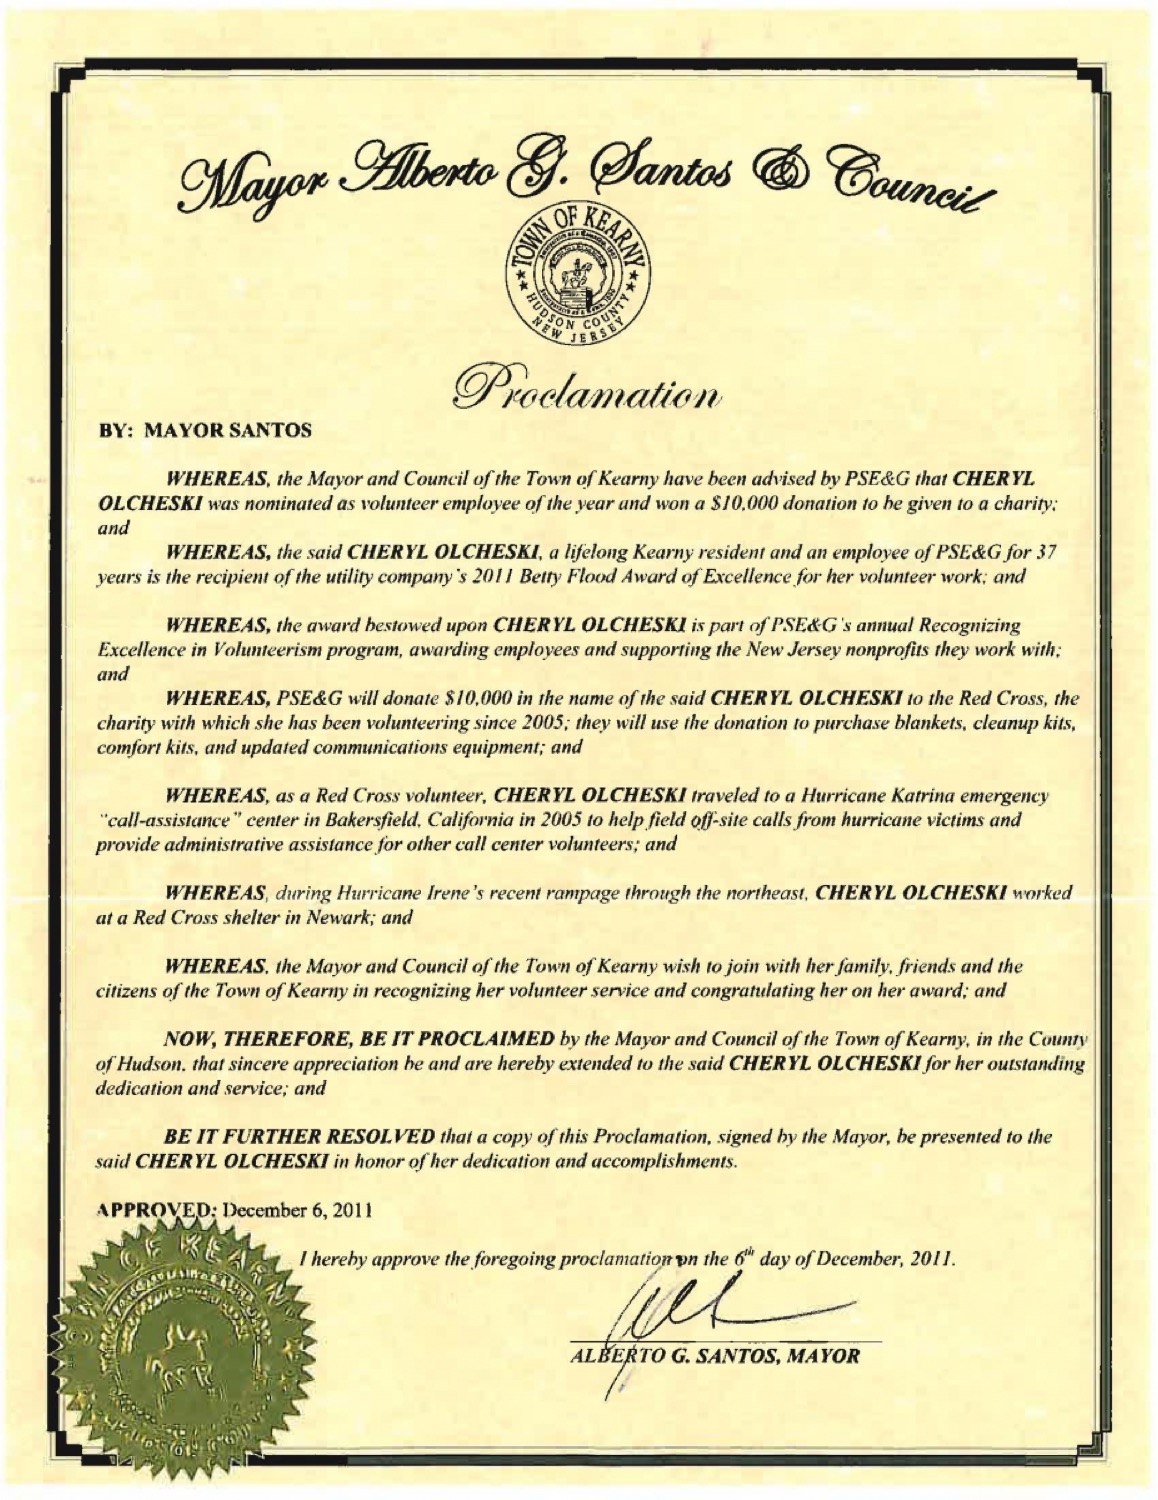 Mayor Alberto G. Santos & Council
TOWN OF KEARNY
HUDSON COUNTY
NEW JERSEY
Proclamation
BY: MAYOR SANTOS
WHEREAS, the Mayor and Council of the Town of Kearny have been advised by PSE&G that CHERYL
OLCHESKI was nominated as volunteer employee of the year and won a $10,000 donation to be given to a charity;
and
WHEREAS, the said CHERYL OLCHESKI, a lifelong Kearny resident and an employee of PSE&G for 37
years is the recipient of the utility company's 2011 Betty Flood Award of Excellence for her volunteer work; and
WHEREAS, the award bestowed upon CHERYL OLCHESKI is part of PSE&G's annual Recognizing
Excellence in Volunteerism program, awarding employees and supporting the New Jersey nonprofits they work with;
and
WHEREAS, PSE&G will donate $10,000 in the name of the said CHERYL OLCHESKI to the Red Cross, the
charity with which she has been volunteering since 2005; they will use the donation to purchase blankets, cleanup kits,
comfort kits, and updated communications equipment; and
WHEREAS, as a Red Cross volunteer, CHERYL OLCHESKI traveled to a Hurricane Katrina emergency
"call-assistance" center in Bakersfield, California in 2005 to help field off-site calls from hurricane victims and
provide administrative assistance for other call center volunteers; and
WHEREAS, during Hurricane Irene's recent rampage through the northeast, CHERYL OLCHESKI worked
at a Red Cross shelter in Newark; and
WHEREAS, the Mayor and Council of the Town of Kearny wish to join with her family, friends and the
citizens of the Town of Kearny in recognizing her volunteer service and congratulating her on her award; and
NOW, THEREFORE, BE IT PROCLAIMED by the Mayor and Council of the Town of Kearny, in the County
of Hudson, that sincere appreciation be and are hereby extended to the said CHERYL OLCHESKI for her outstanding
dedication and service; and
BE IT FURTHER RESOLVED that a copy of this Proclamation, signed by the Mayor, be presented to the
said CHERYL OLCHESKI in honor of her dedication and accomplishments.
APPROVED: December 6, 2011
I hereby approve the foregoing proclamation on the 6th day of December, 2011.
ALBERTO G. SANTOS, MAYOR